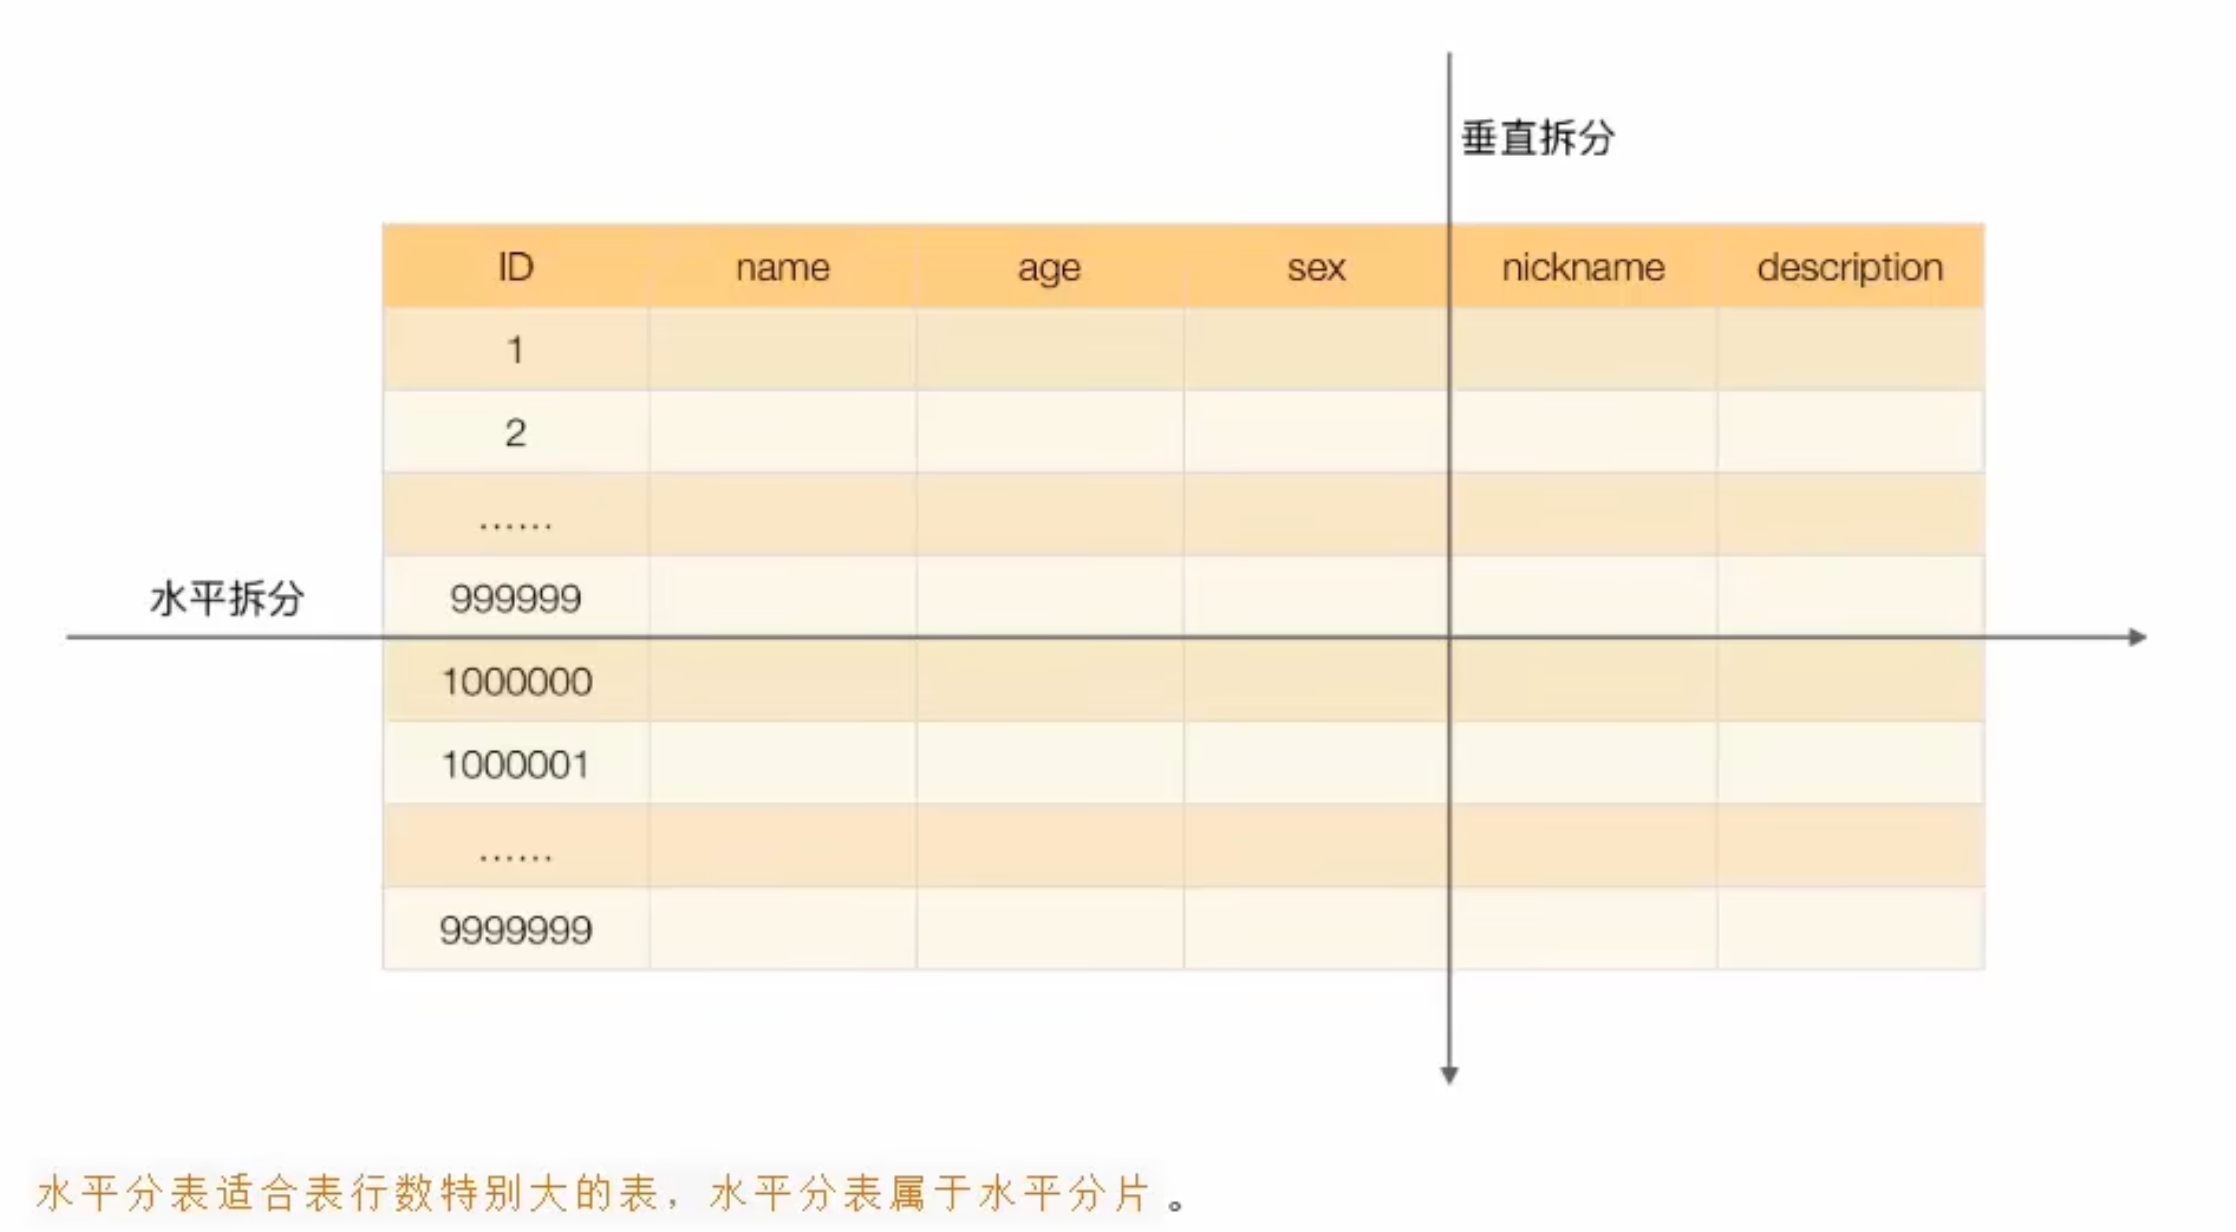 垂直拆分
ID name age sex nickname description
1
2
......
水平拆分 999999
1000000
1000001
......
9999999
水平分表适合表行数特别大的表，水平分表属于水平分片。